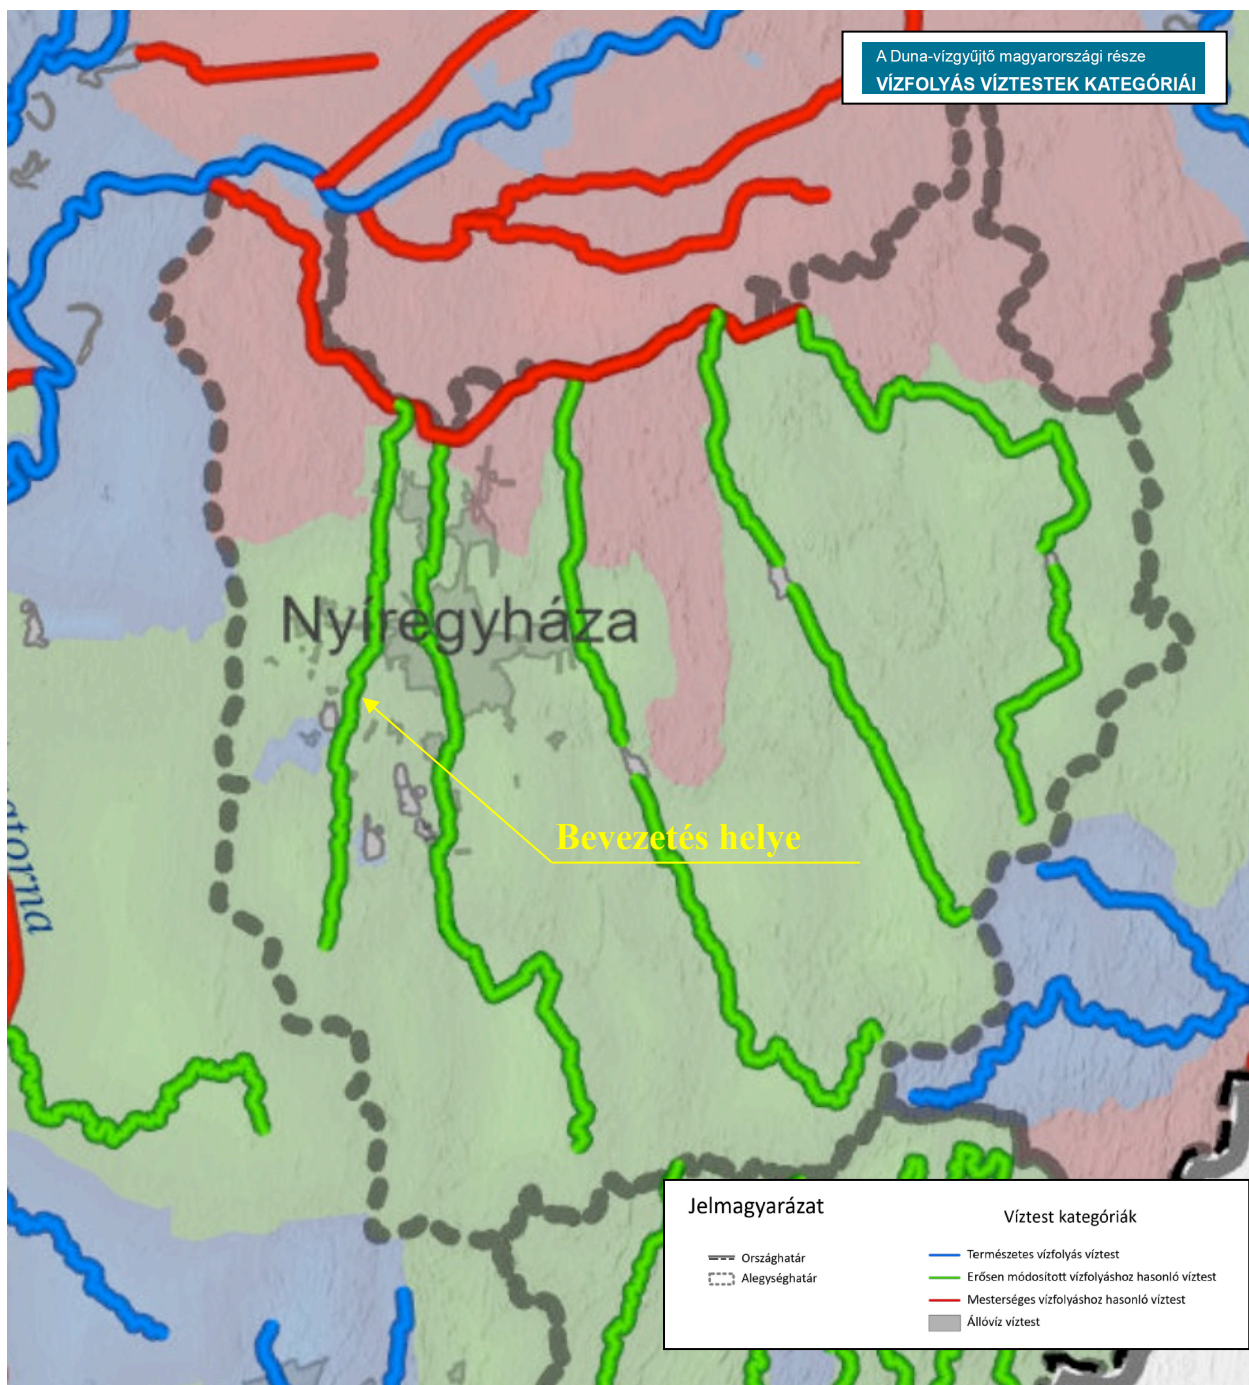 A Duna-vízgyűjtő magyarországi része
VÍZFOLYÁS VÍZTESTEK KATEGÓRIÁI
Nyíregyháza
Bevezetés helye
atorna
Jelmagyarázat
Országhatár
Alegységhatár
Víztest kategóriák
Természetes vízfolyás víztest
Erősen módosított vízfolyáshoz hasonló víztest
Mesterséges vízfolyáshoz hasonló víztest
Állóvíz víztest